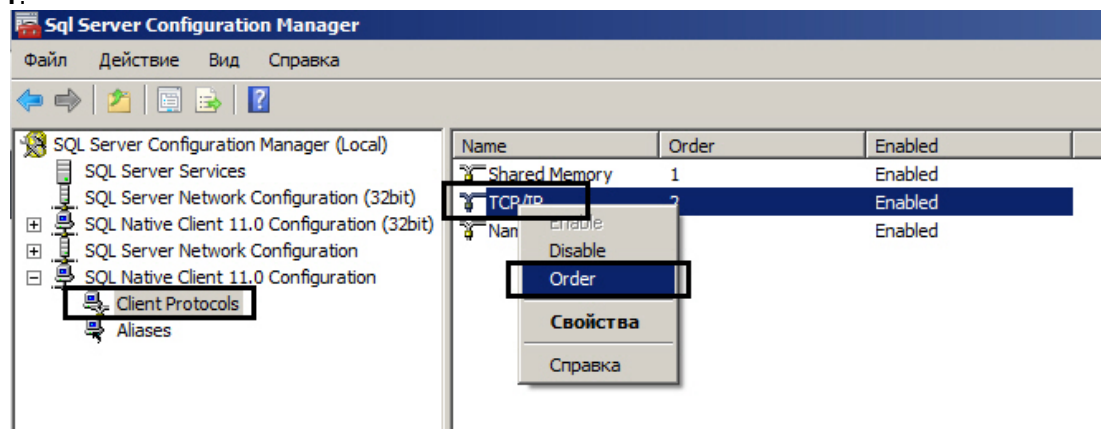 Sql Server Configuration Manager
Файл Действие Вид Справка
SQL Server Configuration Manager (Local)
SQL Server Services
SQL Server Network Configuration (32bit)
SQL Native Client 11.0 Configuration (32bit)
SQL Server Network Configuration
SQL Native Client 11.0 Configuration
Client Protocols
Aliases
Name Order Enabled
Shared Memory 1 Enabled
TCP/IP 2 Enabled
Nam Enabled
Enable
Disable
Order
Свойства
Справка